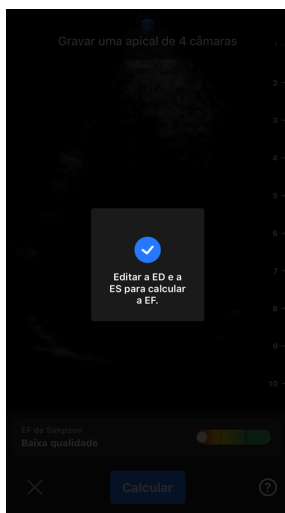 Gravar uma apical de 4 câmaras
2
3
4
5
6
7
8
9
10
Editar a ED e a
ES para calcular
a EF.
EF de Simpson
Baixa qualidade
Calcular
?